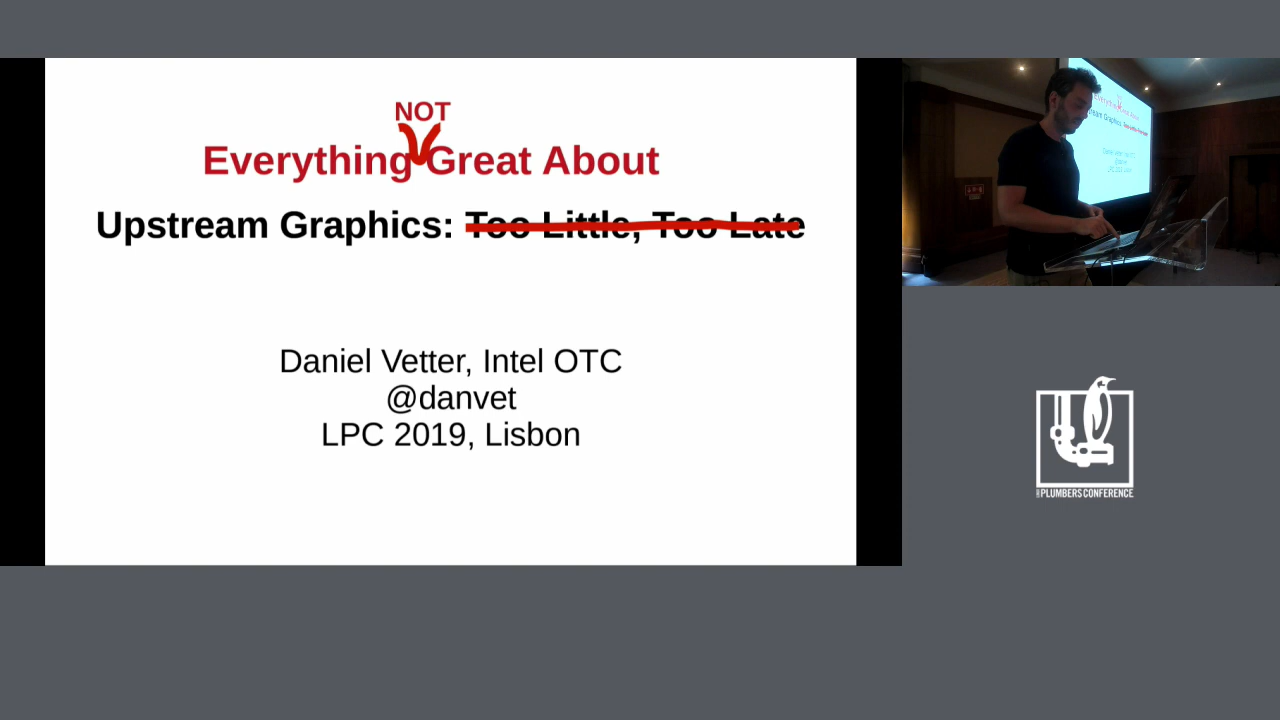 NOT
Everything Great About
Upstream Graphics: Too Little, Too Late
Daniel Vetter, Intel OTC
@danvet
LPC 2019, Lisbon
PLUMBERS CONFERENCE